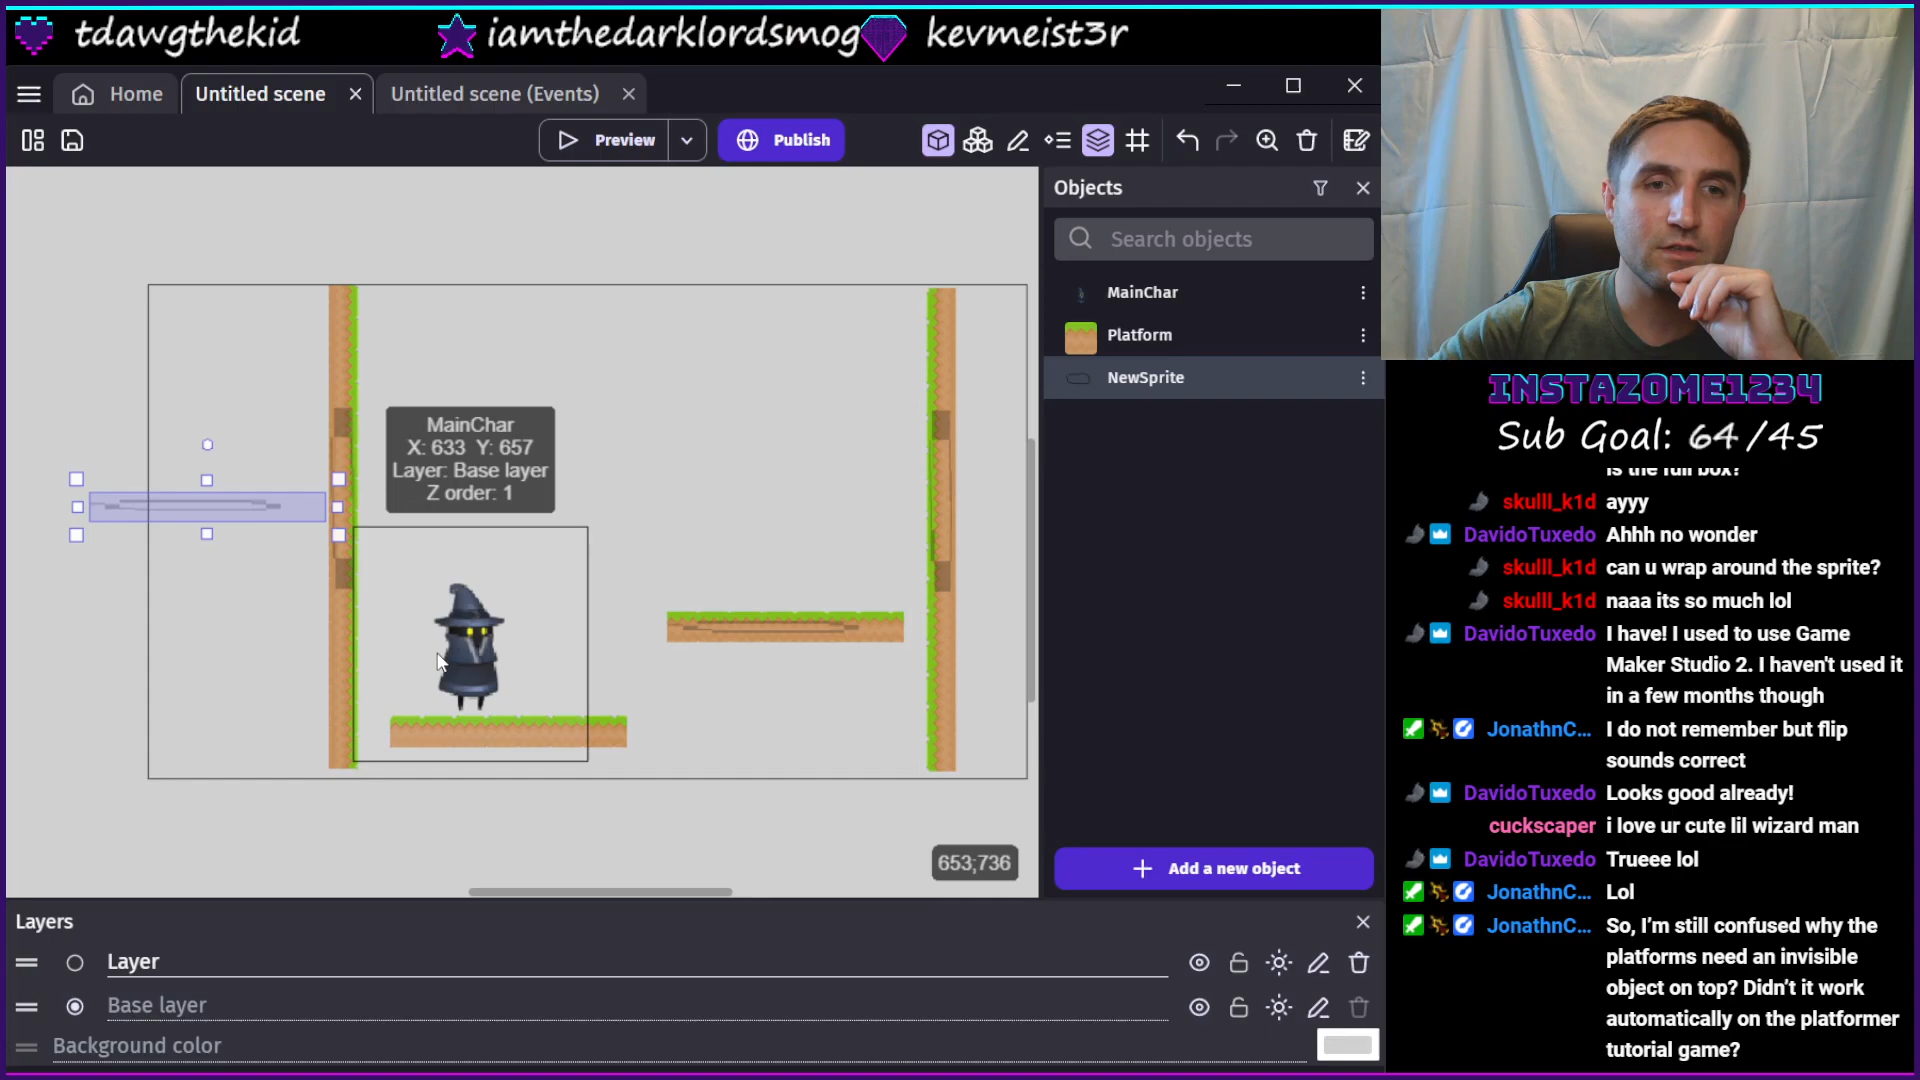 tdawgthekid iamthedarklordsmog kevmeist3r
Home
Untitled scene
Untitled scene (Events)
Preview
Publish
Objects
Search objects
MainChar
Platform
NewSprite
MainChar
X: 633 Y: 657
Layer: Base layer
Z order: 1
653;736
Add a new object
Layers
Layer
Base layer
Background color
INSTAZOME1234
Sub Goal: 64/45
is the full box?
skulll_k1d ayyy
DavidoTuxedo Ahhh no wonder
skulll_k1d can u wrap around the sprite?
skulll_k1d naaa its so much lol
DavidoTuxedo I have! I used to use Game
Maker Studio 2. I haven't used it
in a few months though
JonathnC... I do not remember but flip
sounds correct
DavidoTuxedo Looks good already!
cuckscaper i love ur cute lil wizard man
DavidoTuxedo Trueee lol
JonathnC... Lol
JonathnC... So, I'm still confused why the
platforms need an invisible
object on top? Didn't it work
automatically on the platformer
tutorial game?